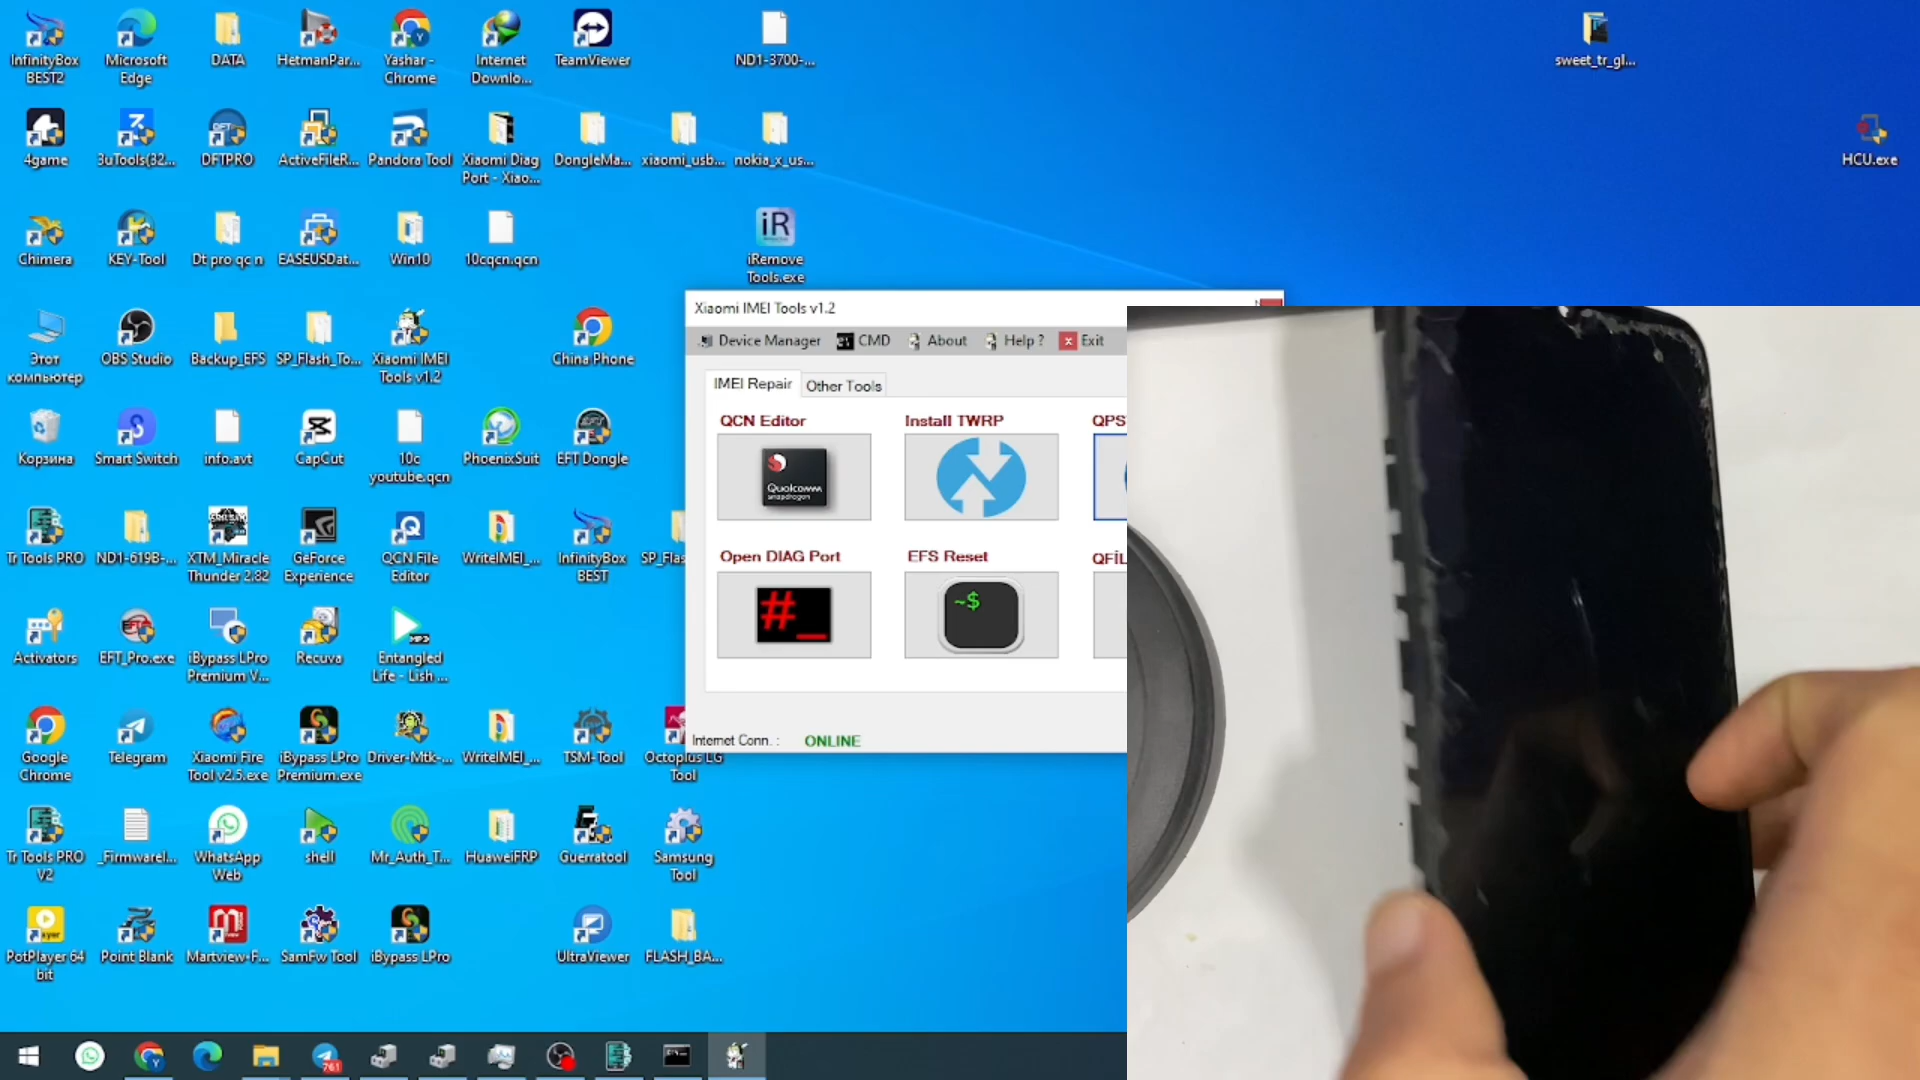 InfinityBox
BEST2
Microsoft
Edge
DATA
HetmanPar...
Yashar -
Chrome
Internet
Downlo...
TeamViewer
ND1-3700-...
sweet_tr_gl...
4game
3uTools(32...
DFTPRO
ActiveFileR...
Pandora Tool
Xiaomi Diag
Port - Xiao...
DongleMa...
xiaomi_usb...
nokia_x_us...
HCU.exe
Chimera
KEY-Tool
Dt pro qc n
EASEUSDat...
Win10
10cqcn.qcn
iR
iRemove
Tools.exe
Этот
компьютер
OBS Studio
Backup_EFS
SP_Flash_To...
Xiaomi IMEI
Tools v1.2
China Phone
Корзина
Smart Switch
info.avt
CapCut
10c
youtube.qcn
PhoenixSuit
EFT Dongle
Tr Tools PRO
ND1-619B-...
XTM_Miracle
Thunder 2.82
GeForce
Experience
QCN File
Editor
WriteIMEI_...
InfinityBox
BEST
SP_Flas
Activators
EFT_Pro.exe
iBypass LPro
Premium V...
Recuva
Entangled
Life - Lish ...
Google
Chrome
Telegram
Xiaomi Fire
Tool v2.5.exe
iBypass LPro
Premium.exe
Driver-Mtk-...
WriteIMEI_...
TSM-Tool
Octoplus LG
Tool
Tr Tools PRO
V2
_Firmwarel...
WhatsApp
Web
shell
Mr_Auth_T...
HuaweiFRP
Guerratool
Samsung
Tool
PotPlayer 64
bit
Point Blank
Martview-F...
SamFw Tool
iBypass LPro
UltraViewer
FLASH_BA...
Xiaomi IMEI Tools v1.2
Device Manager
CMD
About
Help ?
Exit
IMEI Repair
Other Tools
QCN Editor
Install TWRP
QPS
Qualcomm
snapdragon
Open DIAG Port
EFS Reset
QFİL
#_
~$
Internet Conn. :
ONLINE
761